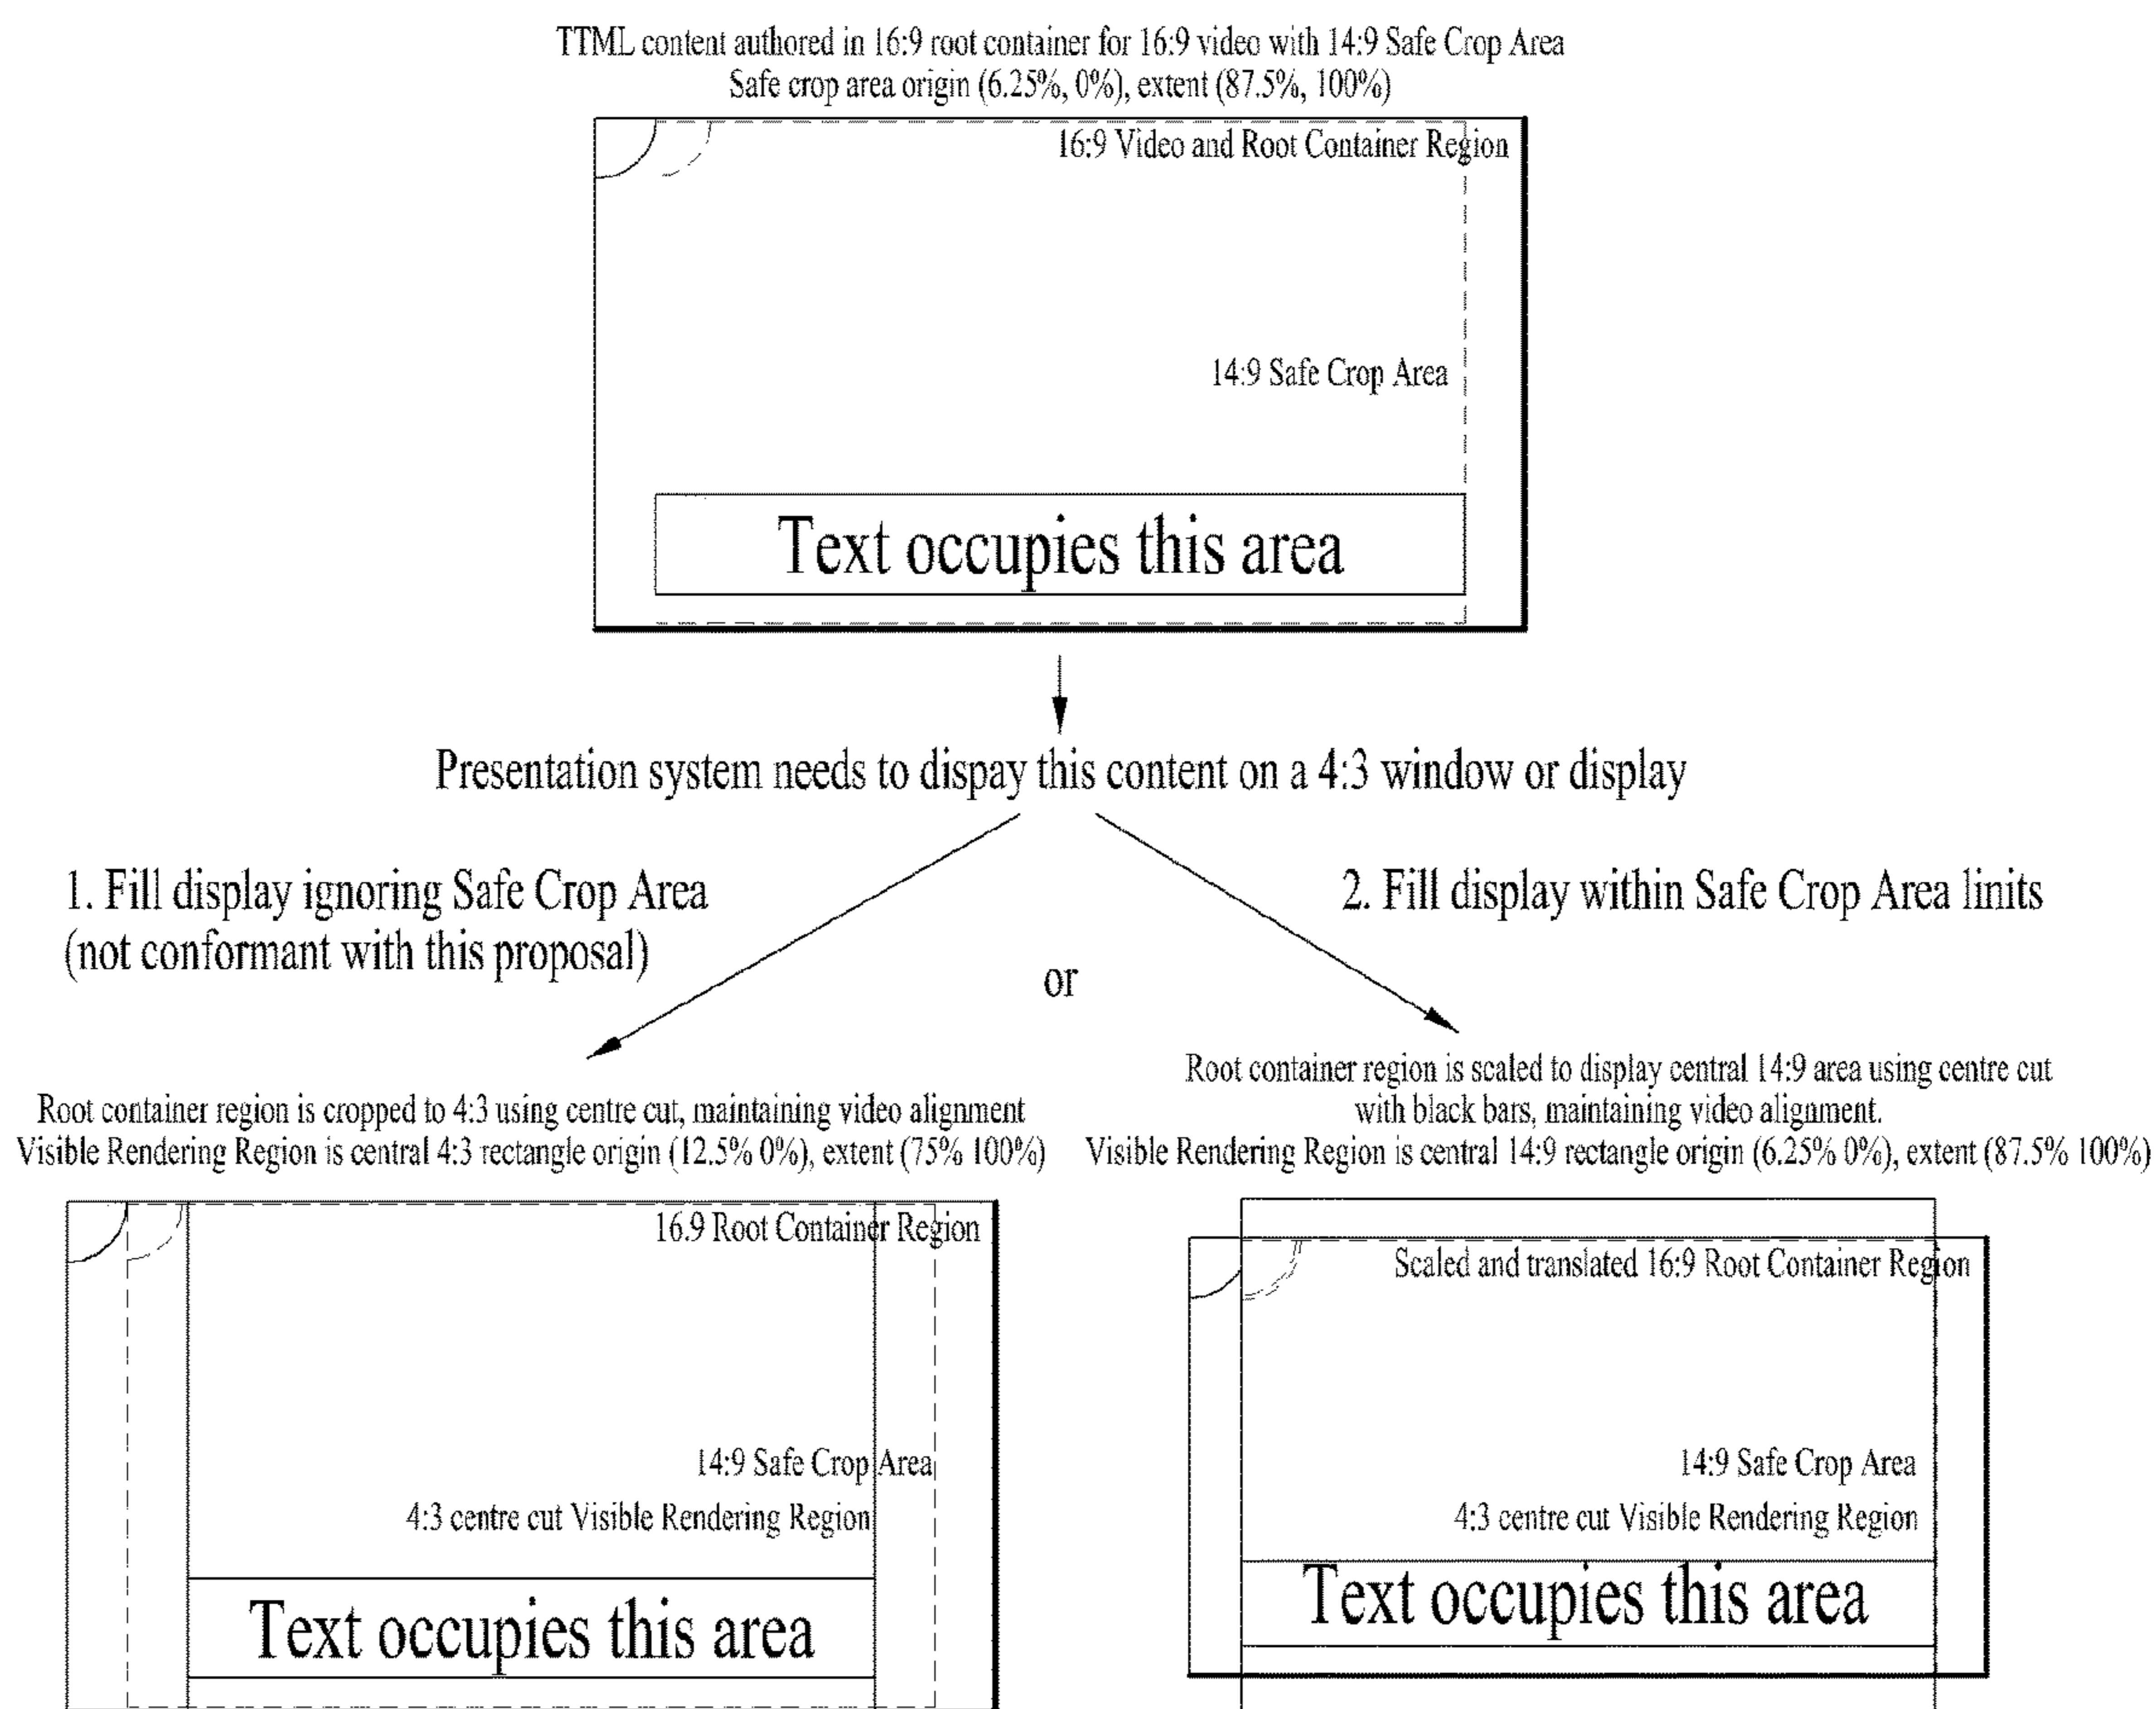 TTML content authored in 16:9 root container for 16:9 video with 14:9 Safe Crop Area
Safe crop area origin (6.25%, 0%), extent (87.5%, 100%)
16:9 Video and Root Container Region
14:9 Safe Crop Area
Text occupies this area
Presentation system needs to dispay this content on a 4:3 window or display
1. Fill display ignoring Safe Crop Area
(not conformant with this proposal)
or
2. Fill display within Safe Crop Area linits
Root container region is cropped to 4:3 using centre cut, maintaining video alignment
Visible Rendering Region is central 4:3 rectangle origin (12.5% 0%), extent (75% 100%)
16.9 Root Container Region
14:9 Safe Crop Area
4:3 centre cut Visible Rendering Region
Text occupies this area
Root container region is scaled to display central 14:9 area using centre cut
with black bars, maintaining video alignment.
Visible Rendering Region is central 14:9 rectangle origin (6.25% 0%), extent (87.5% 100%)
Scaled and translated 16:9 Root Container Region
14:9 Safe Crop Area
4:3 centre cut Visible Rendering Region
Text occupies this area